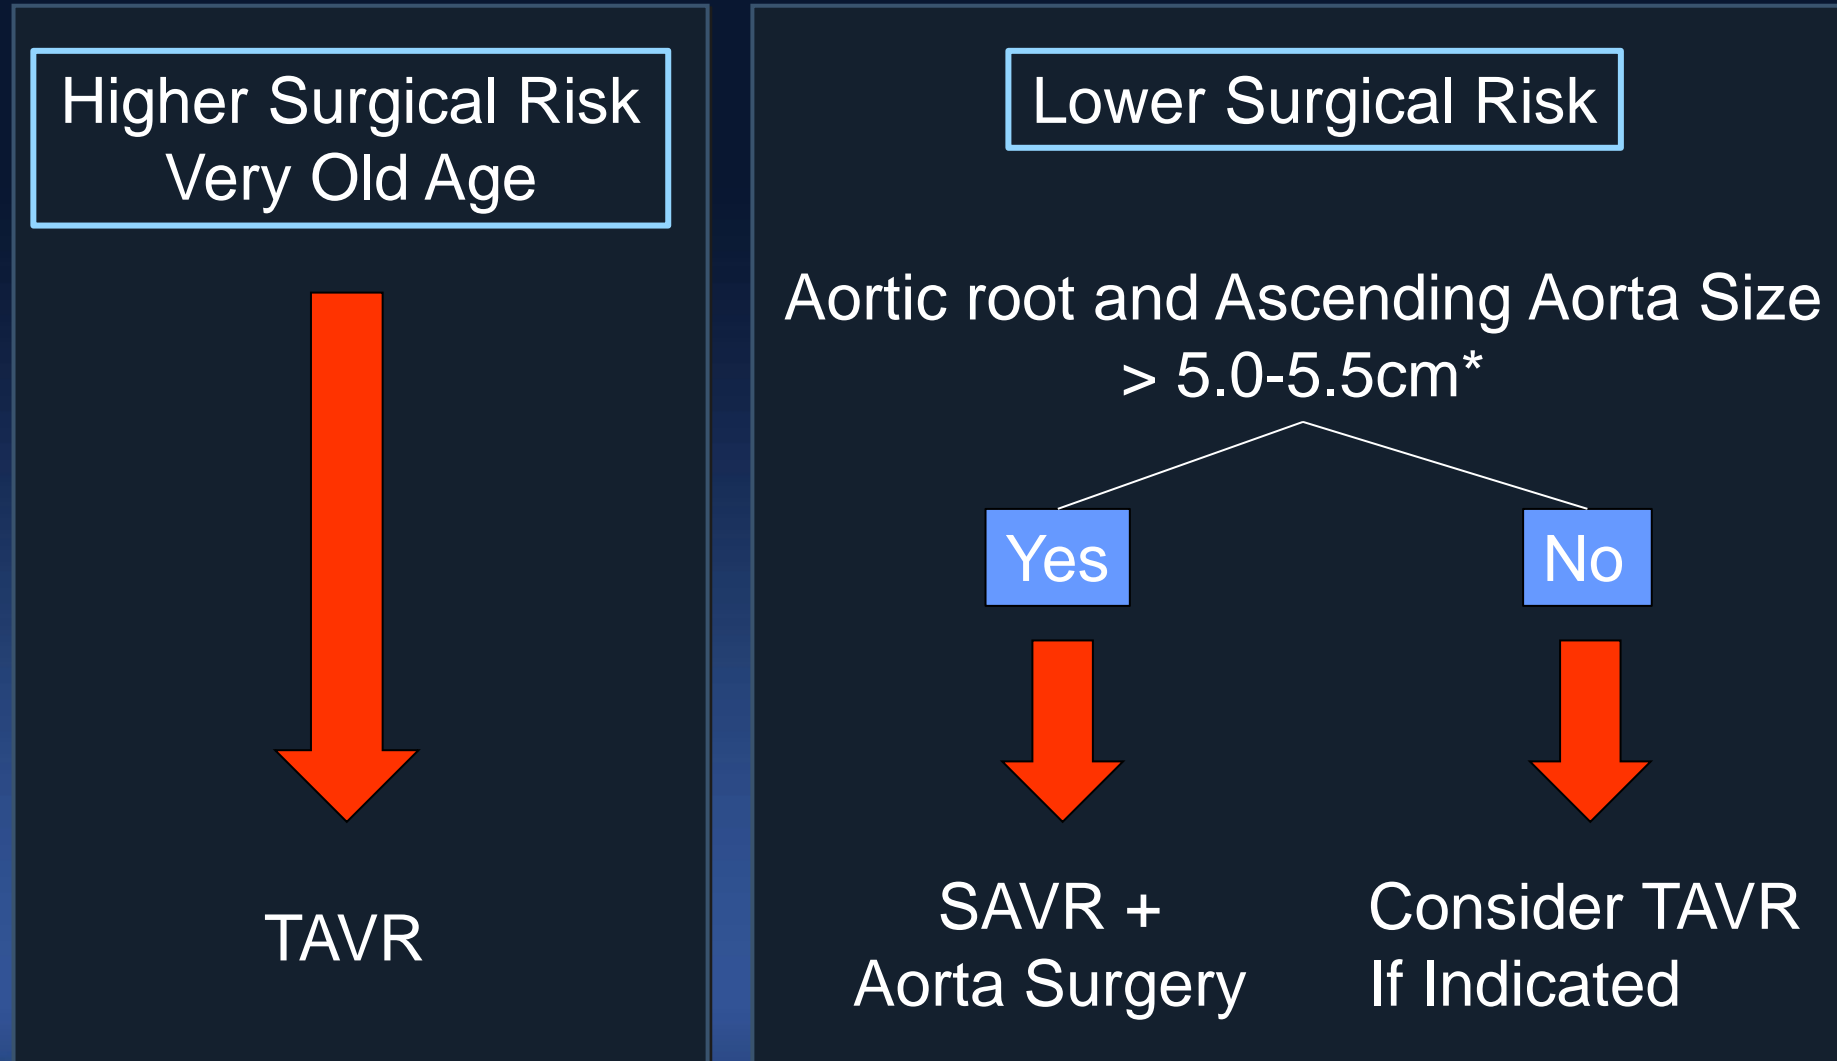 Higher Surgical Risk
Very Old Age
TAVR
Lower Surgical Risk
Aortic root and Ascending Aorta Size
> 5.0-5.5cm*
Yes
No
SAVR +
Aorta Surgery
Consider TAVR
If Indicated